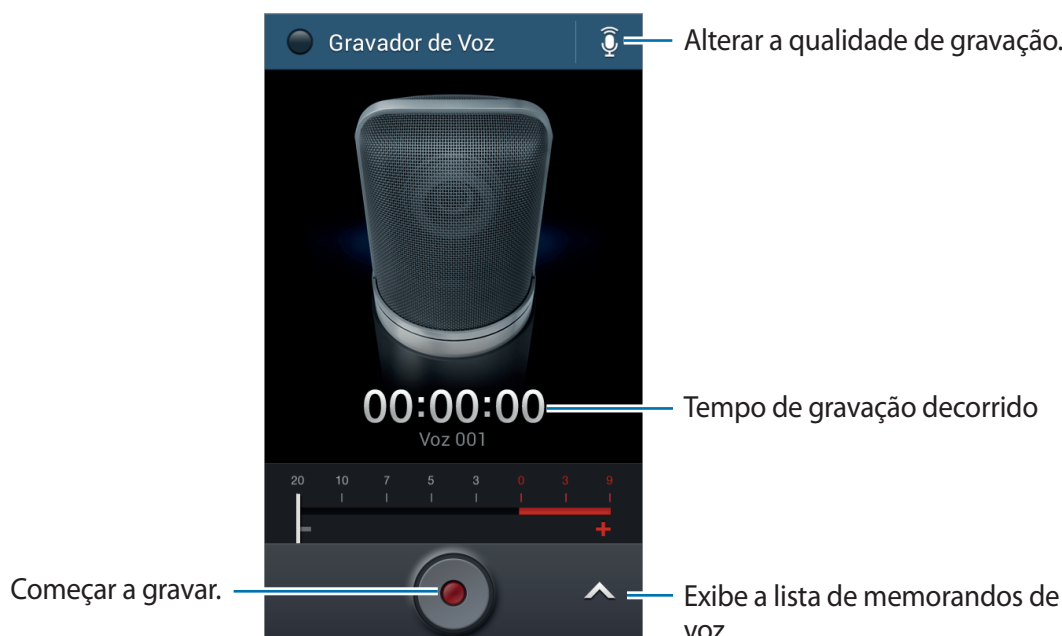 Gravador de Voz
Alterar a qualidade de gravação.
00:00:00
Tempo de gravação decorrido
Voz 001
20 10 7 5 3 0 3 9
- +
Começar a gravar.
Exibe a lista de memorandos de
voz